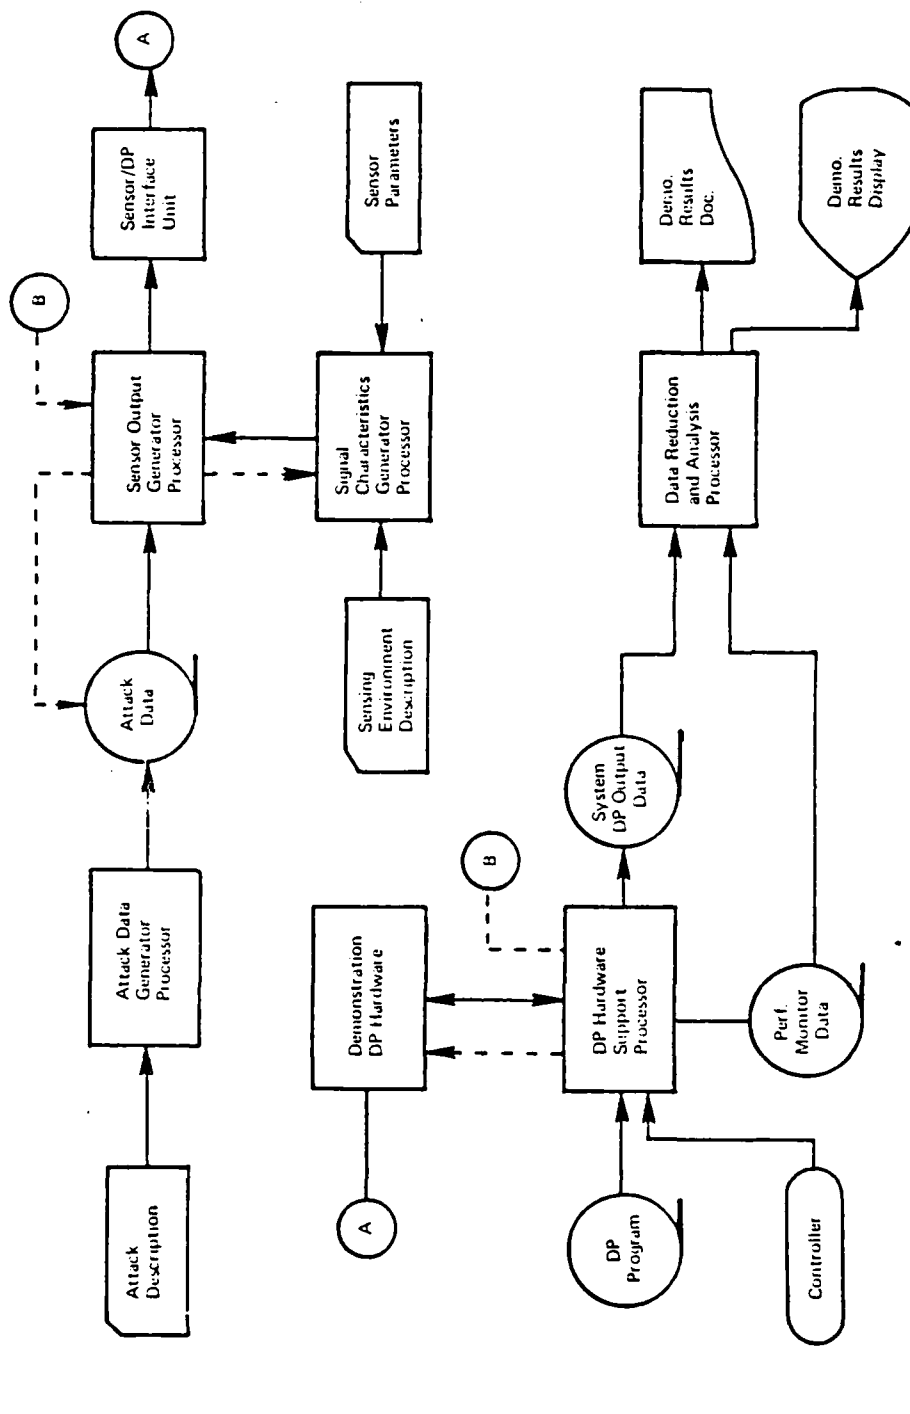 Attack
Description
Attack Data
Generator
Processor
Attack
Data
Sensor Output
Generator
Processor
B
Sensor/DP
Interface
Unit
A
Sensing
Environment
Description
Signal
Characteristics
Generator
Processor
Sensor
Parameters
A
Demonstration
DP Hardware
B
DP
Program
DP Hardware
Support
Processor
System
DP Output
Data
Data Reduction
and Analysis
Processor
Demo.
Results
Doc.
Controller
Perf.
Monitor
Data
Demo.
Results
Display